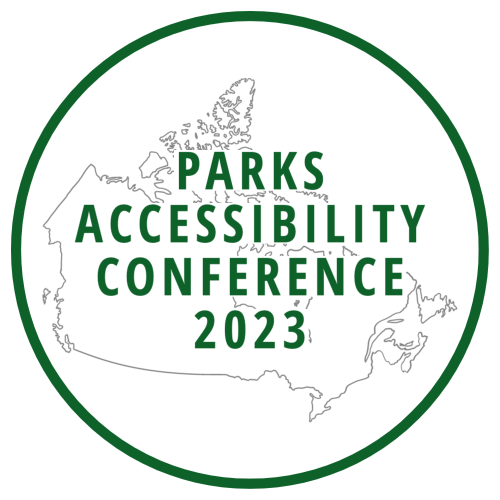 PARKS
ACCESSIBILITY
CONFERENCE
2023